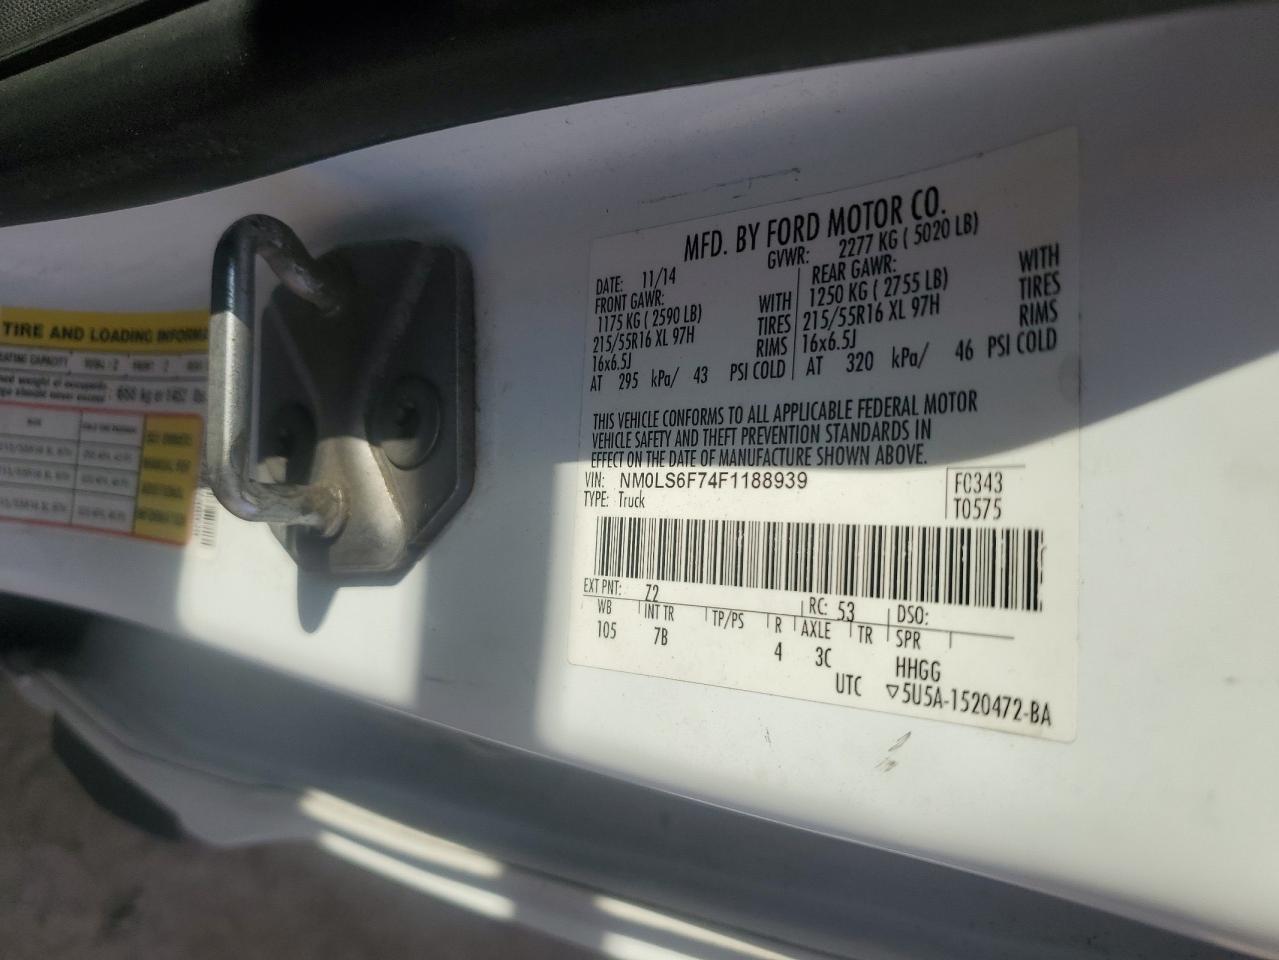 MFD. BY FORD MOTOR CO.
DATE: 11/14 GVWR: 2277 KG ( 5020 LB)
FRONT GAWR: REAR GAWR:
1175 KG ( 2590 LB) WITH 1250 KG ( 2755 LB) WITH
215/55R16 XL 97H TIRES 215/55R16 XL 97H TIRES
16x6.5J RIMS 16x6.5J RIMS
AT 295 kPa/ 43 PSI COLD AT 320 kPa/ 46 PSI COLD
THIS VEHICLE CONFORMS TO ALL APPLICABLE FEDERAL MOTOR
VEHICLE SAFETY AND THEFT PREVENTION STANDARDS IN
EFFECT ON THE DATE OF MANUFACTURE SHOWN ABOVE.
VIN: NM0LS6F74F1188939 F0343
TYPE: Truck T0575
EXT PNT: Z2 RC: 53 DSO:
WB INT TR TP/PS R AXLE TR SPR
105 7B 4 3C HHGG
UTC ▽5U5A-1520472-BA
TIRE AND LOADING